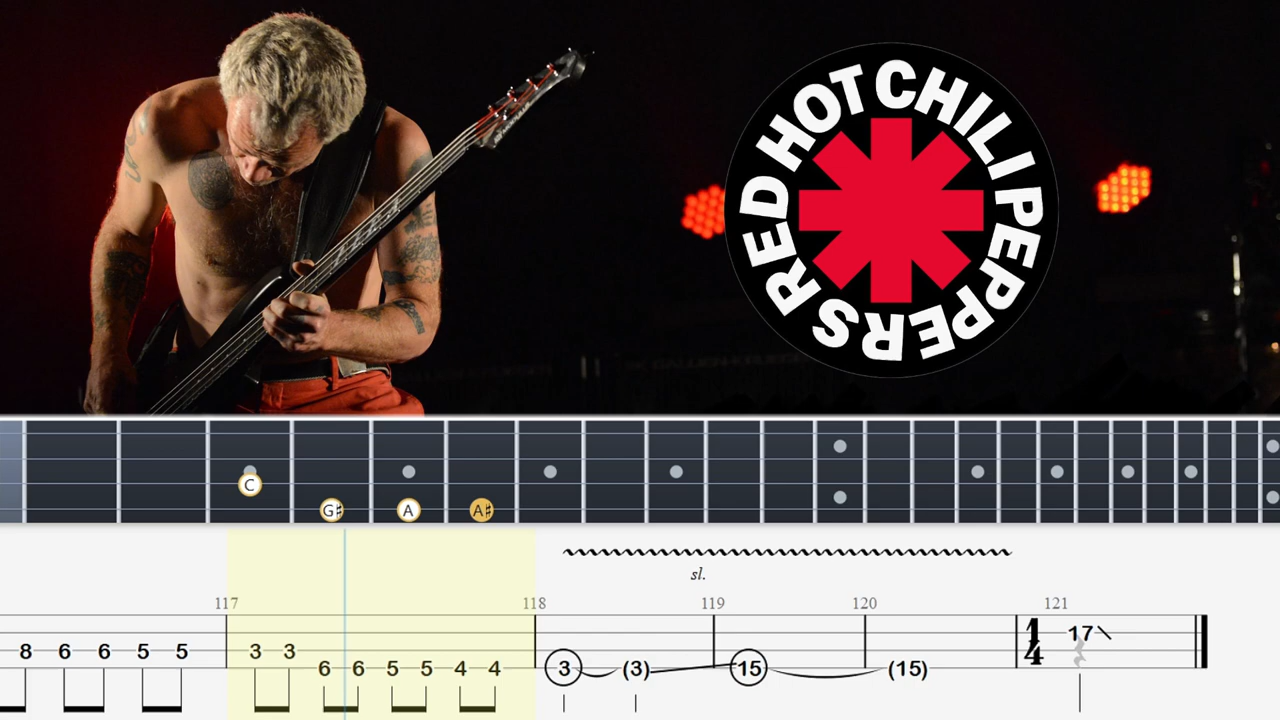 RED HOT CHILI PEPPERS
C
G♯ A A♯
sl.
117 118 119 120 121
8 6 6 5 5 3 3 6 6 5 5 4 4 3 (3) 15 (15) 1/4 17